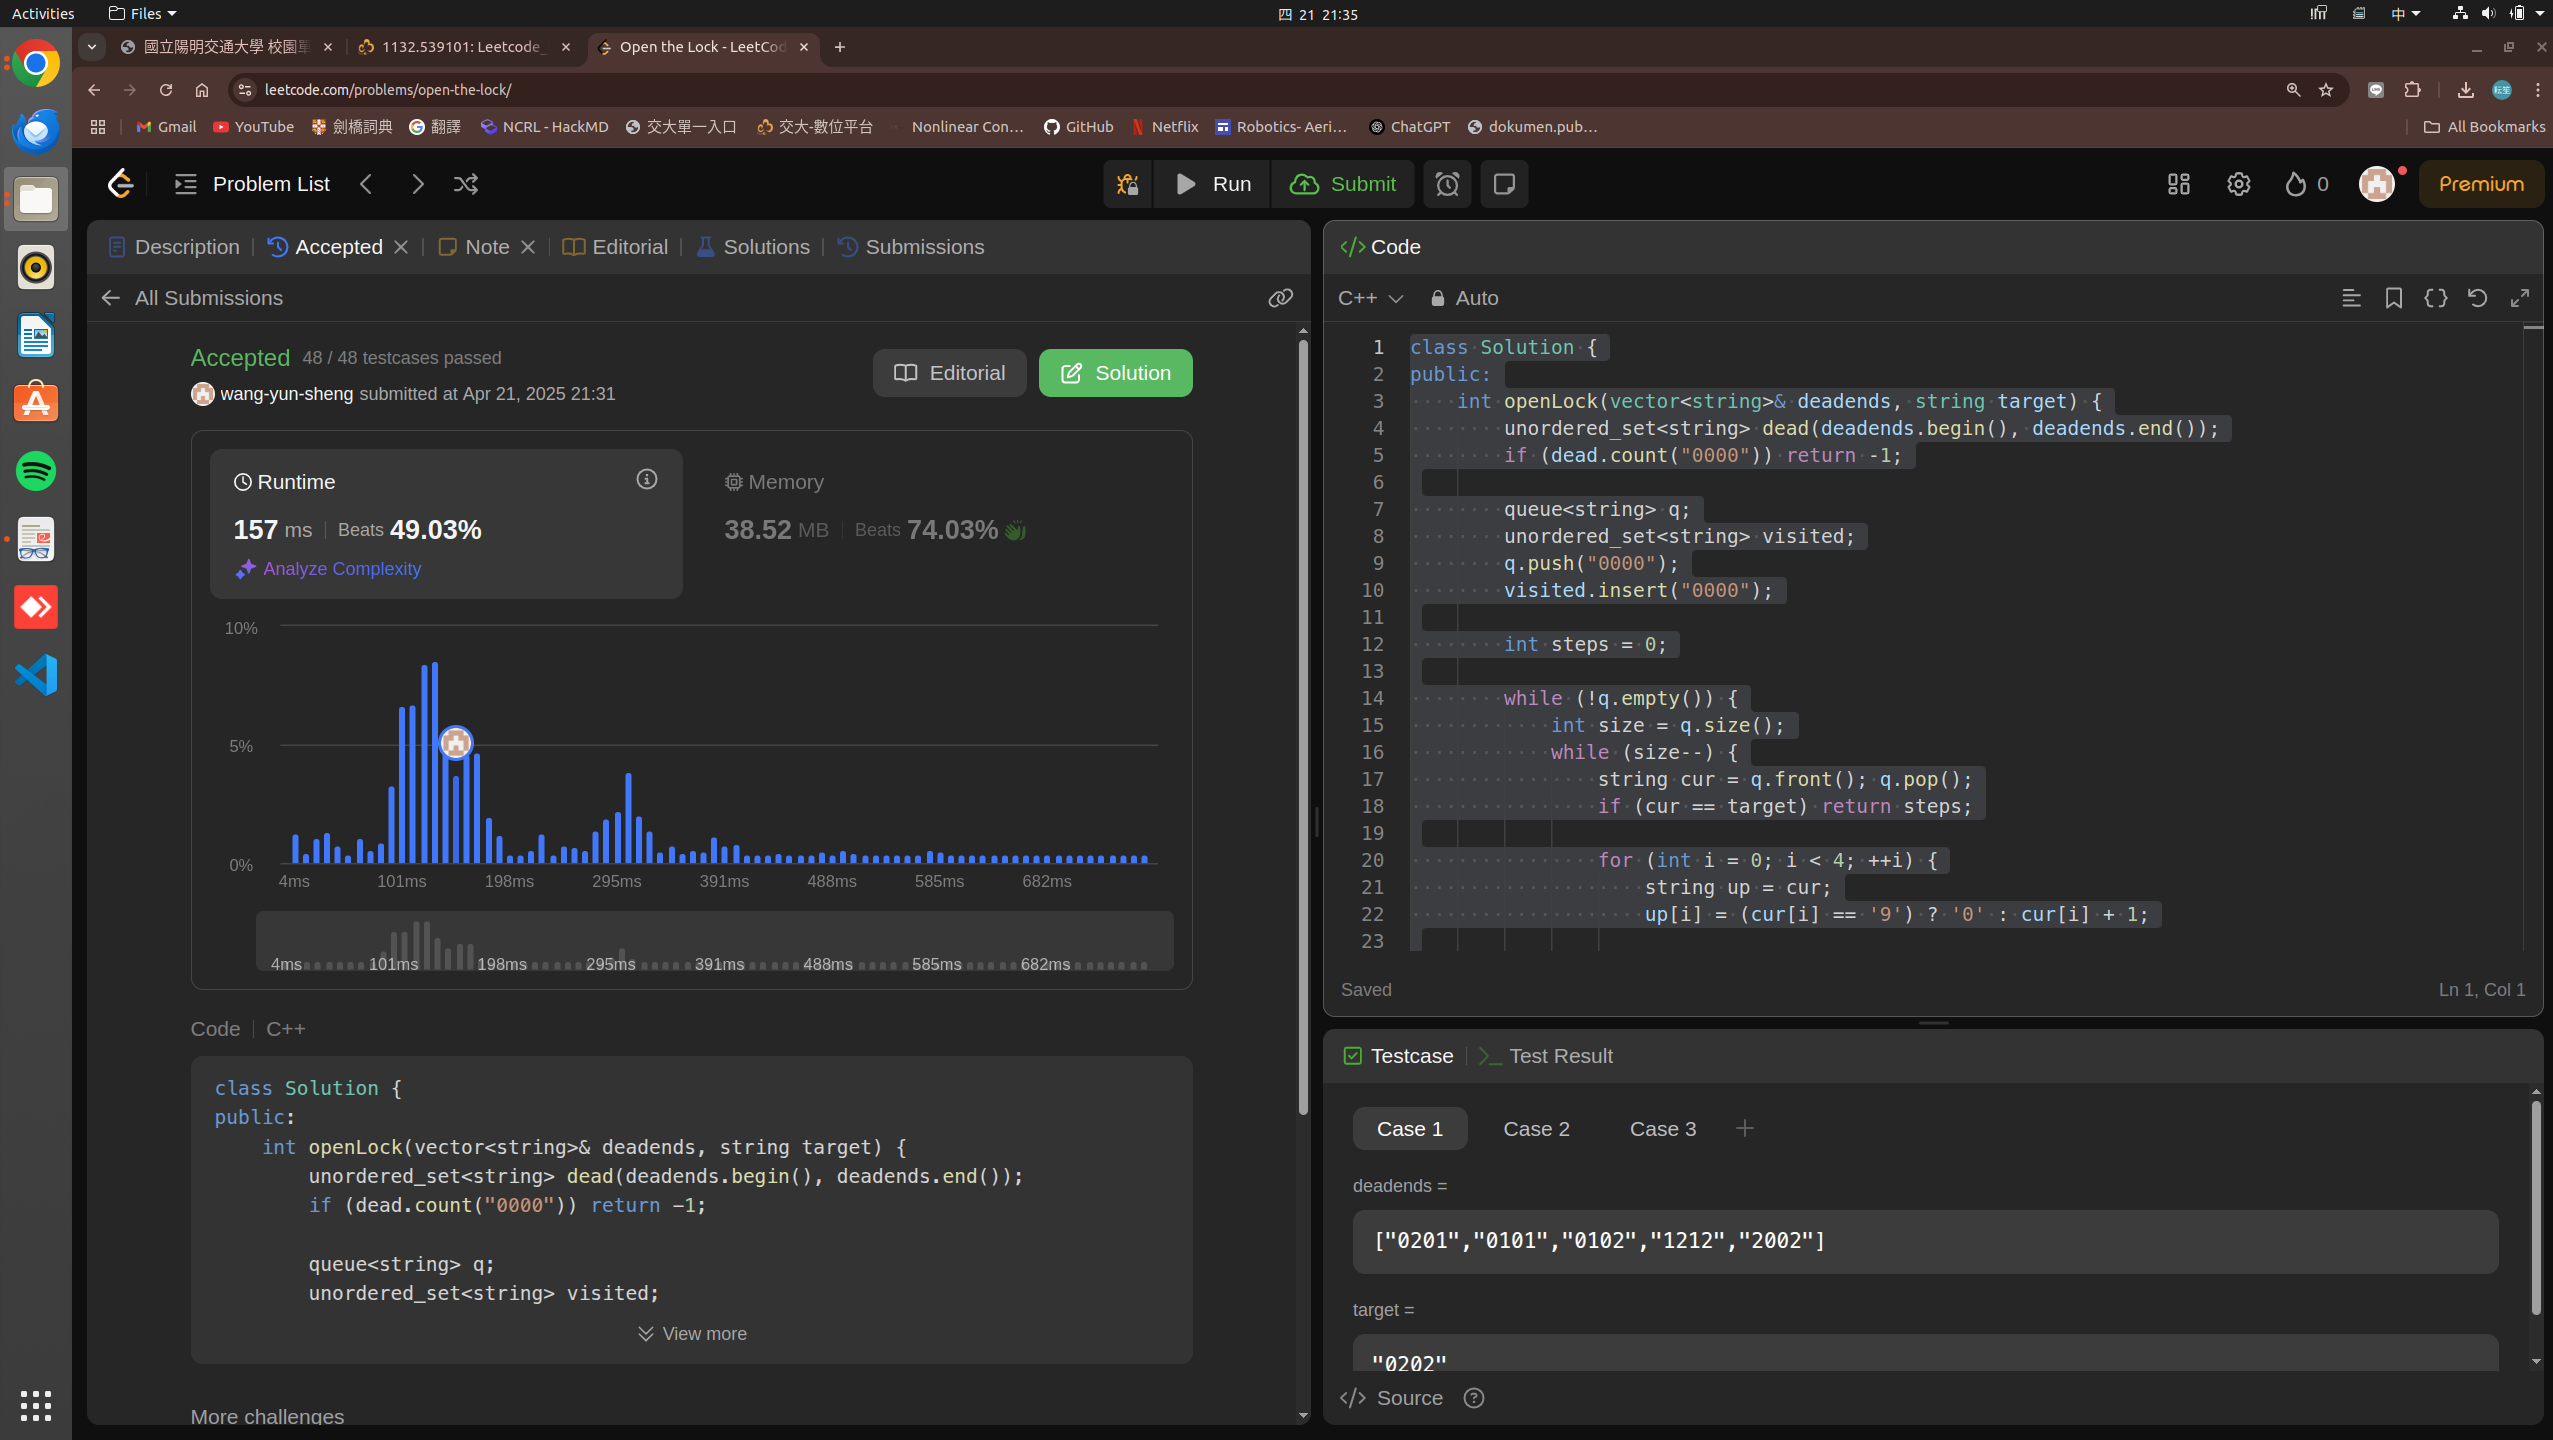 Activities
Files
四 21 21:35
中
國立陽明交通大學 校園單
1132.539101: Leetcode_
Open the Lock - LeetCod
leetcode.com/problems/open-the-lock/
Gmail
YouTube
劍橋詞典
翻譯
NCRL - HackMD
交大單一入口
交大-數位平台
Nonlinear Con...
GitHub
Netflix
Robotics- Aeri...
ChatGPT
dokumen.pub...
All Bookmarks
Problem List
Run
Submit
0
Premium
Description
Accepted
Note
Editorial
Solutions
Submissions
All Submissions
Accepted 48 / 48 testcases passed
wang-yun-sheng submitted at Apr 21, 2025 21:31
Editorial
Solution
Runtime
157 ms
Beats 49.03%
Analyze Complexity
Memory
38.52 MB
Beats 74.03%
10%
5%
0%
4ms 101ms 198ms 295ms 391ms 488ms 585ms 682ms
4ms 101ms 198ms 295ms 391ms 488ms 585ms 682ms
Code
C++
class Solution {
public:
    int openLock(vector<string>& deadends, string target) {
        unordered_set<string> dead(deadends.begin(), deadends.end());
        if (dead.count("0000")) return -1;
        queue<string> q;
        unordered_set<string> visited;
View more
More challenges
Code
C++
Auto
1 class Solution {
2 public:
3     int openLock(vector<string>& deadends, string target) {
4         unordered_set<string> dead(deadends.begin(), deadends.end());
5         if (dead.count("0000")) return -1;
6
7         queue<string> q;
8         unordered_set<string> visited;
9         q.push("0000");
10         visited.insert("0000");
11
12         int steps = 0;
13
14         while (!q.empty()) {
15             int size = q.size();
16             while (size--) {
17                 string cur = q.front(); q.pop();
18                 if (cur == target) return steps;
19
20                 for (int i = 0; i < 4; ++i) {
21                     string up = cur;
22                     up[i] = (cur[i] == '9') ? '0' : cur[i] + 1;
23
Saved
Ln 1, Col 1
Testcase
Test Result
Case 1
Case 2
Case 3
deadends =
["0201","0101","0102","1212","2002"]
target =
"0202"
Source